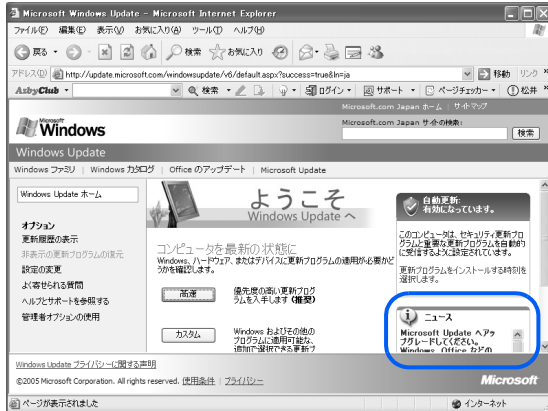 Microsoft Windows Update - Microsoft Internet Explorer
ファイル(F) 編集(E) 表示(V) お気に入り(A) ツール(T) ヘルプ(H)
戻る 検索 お気に入り
アドレス(D) http://update.microsoft.com/windowsupdate/v6/default.aspx?success=true&ln=ja 移動 リンク »
AzbyClub 検索 ログイン サポート ページチェッカー 松井 »
Microsoft.com Japan ホーム | サイトマップ
Microsoft Windows
Microsoft.com Japan サイトの検索:
検索
Windows Update
Windows ファミリ | Windows カタログ | Office のアップデート | Microsoft Update
Windows Update ホーム
オプション
更新履歴の表示
非表示の更新プログラムの復元
設定の変更
よく寄せられる質問
ヘルプとサポートを参照する
管理者オプションの使用
ようこそ
Windows Update へ
コンピュータを最新の状態に
Windows、ハードウェア、またはデバイスに更新プログラムの適用が必要かど
うかを確認します。
高速
優先度の高い更新プログ
ラムを入手します (推奨)
カスタム
Windows およびその他の
プログラムに適用可能な、
追加で選択できる更新プ
自動更新:
有効になっています。
このコンピュータは、セキュリティ更新プロ
グラムと重要な更新プログラムを自動的
に受信するように設定されています。
更新プログラムをインストールする時刻を
選択します。
ニュース
Microsoft Update へアッ
プグレードしてください。
Windows、Office などの
Windows Update プライバシーに関する声明
©2005 Microsoft Corporation. All rights reserved. 使用条件 | プライバシー
Microsoft
ページが表示されました
インターネット